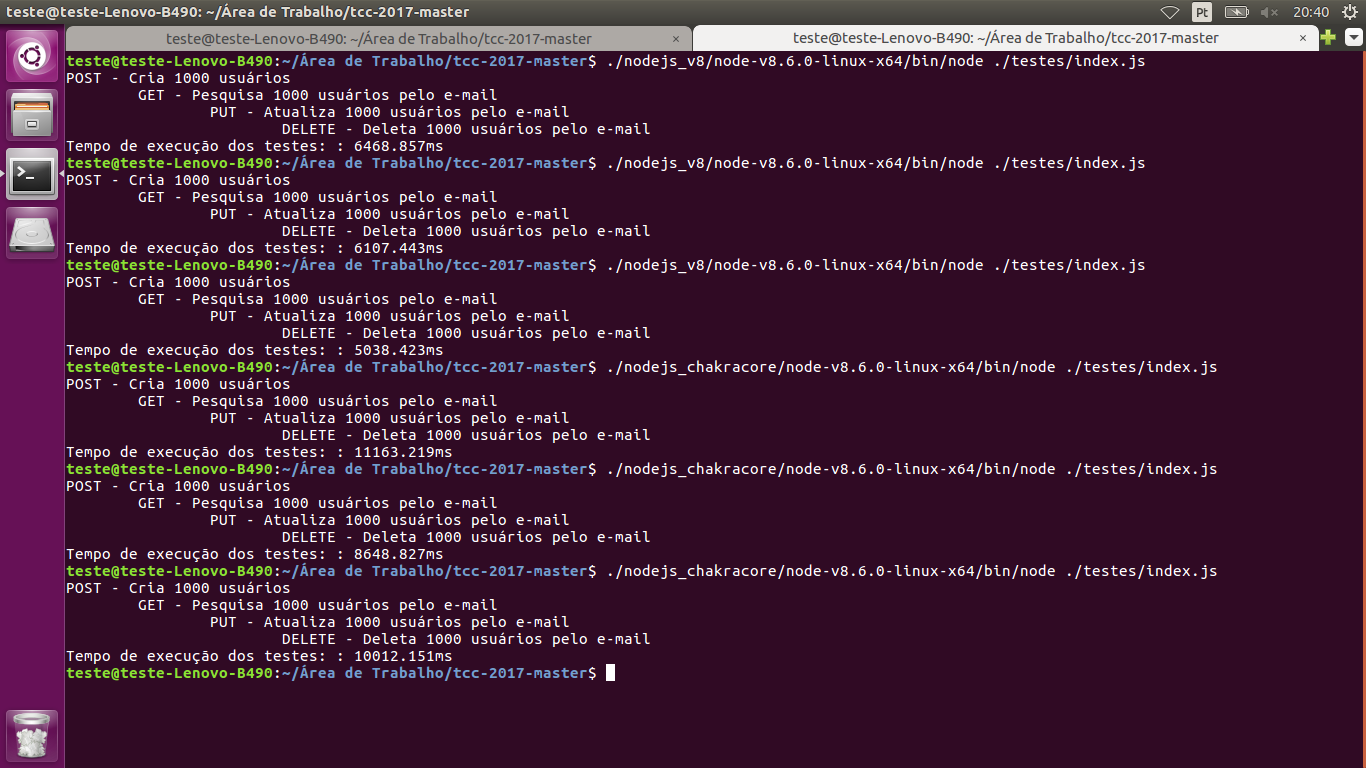 teste@teste-Lenovo-B490: ~/Área de Trabalho/tcc-2017-master
Pt
20:40
teste@teste-Lenovo-B490: ~/Área de Trabalho/tcc-2017-master ×
teste@teste-Lenovo-B490: ~/Área de Trabalho/tcc-2017-master ×
teste@teste-Lenovo-B490:~/Área de Trabalho/tcc-2017-master$ ./nodejs_v8/node-v8.6.0-linux-x64/bin/node ./testes/index.js
POST - Cria 1000 usuários
GET - Pesquisa 1000 usuários pelo e-mail
PUT - Atualiza 1000 usuários pelo e-mail
DELETE - Deleta 1000 usuários pelo e-mail
Tempo de execução dos testes: : 6468.857ms
teste@teste-Lenovo-B490:~/Área de Trabalho/tcc-2017-master$ ./nodejs_v8/node-v8.6.0-linux-x64/bin/node ./testes/index.js
POST - Cria 1000 usuários
GET - Pesquisa 1000 usuários pelo e-mail
PUT - Atualiza 1000 usuários pelo e-mail
DELETE - Deleta 1000 usuários pelo e-mail
Tempo de execução dos testes: : 6107.443ms
teste@teste-Lenovo-B490:~/Área de Trabalho/tcc-2017-master$ ./nodejs_v8/node-v8.6.0-linux-x64/bin/node ./testes/index.js
POST - Cria 1000 usuários
GET - Pesquisa 1000 usuários pelo e-mail
PUT - Atualiza 1000 usuários pelo e-mail
DELETE - Deleta 1000 usuários pelo e-mail
Tempo de execução dos testes: : 5038.423ms
teste@teste-Lenovo-B490:~/Área de Trabalho/tcc-2017-master$ ./nodejs_chakracore/node-v8.6.0-linux-x64/bin/node ./testes/index.js
POST - Cria 1000 usuários
GET - Pesquisa 1000 usuários pelo e-mail
PUT - Atualiza 1000 usuários pelo e-mail
DELETE - Deleta 1000 usuários pelo e-mail
Tempo de execução dos testes: : 11163.219ms
teste@teste-Lenovo-B490:~/Área de Trabalho/tcc-2017-master$ ./nodejs_chakracore/node-v8.6.0-linux-x64/bin/node ./testes/index.js
POST - Cria 1000 usuários
GET - Pesquisa 1000 usuários pelo e-mail
PUT - Atualiza 1000 usuários pelo e-mail
DELETE - Deleta 1000 usuários pelo e-mail
Tempo de execução dos testes: : 8648.827ms
teste@teste-Lenovo-B490:~/Área de Trabalho/tcc-2017-master$ ./nodejs_chakracore/node-v8.6.0-linux-x64/bin/node ./testes/index.js
POST - Cria 1000 usuários
GET - Pesquisa 1000 usuários pelo e-mail
PUT - Atualiza 1000 usuários pelo e-mail
DELETE - Deleta 1000 usuários pelo e-mail
Tempo de execução dos testes: : 10012.151ms
teste@teste-Lenovo-B490:~/Área de Trabalho/tcc-2017-master$